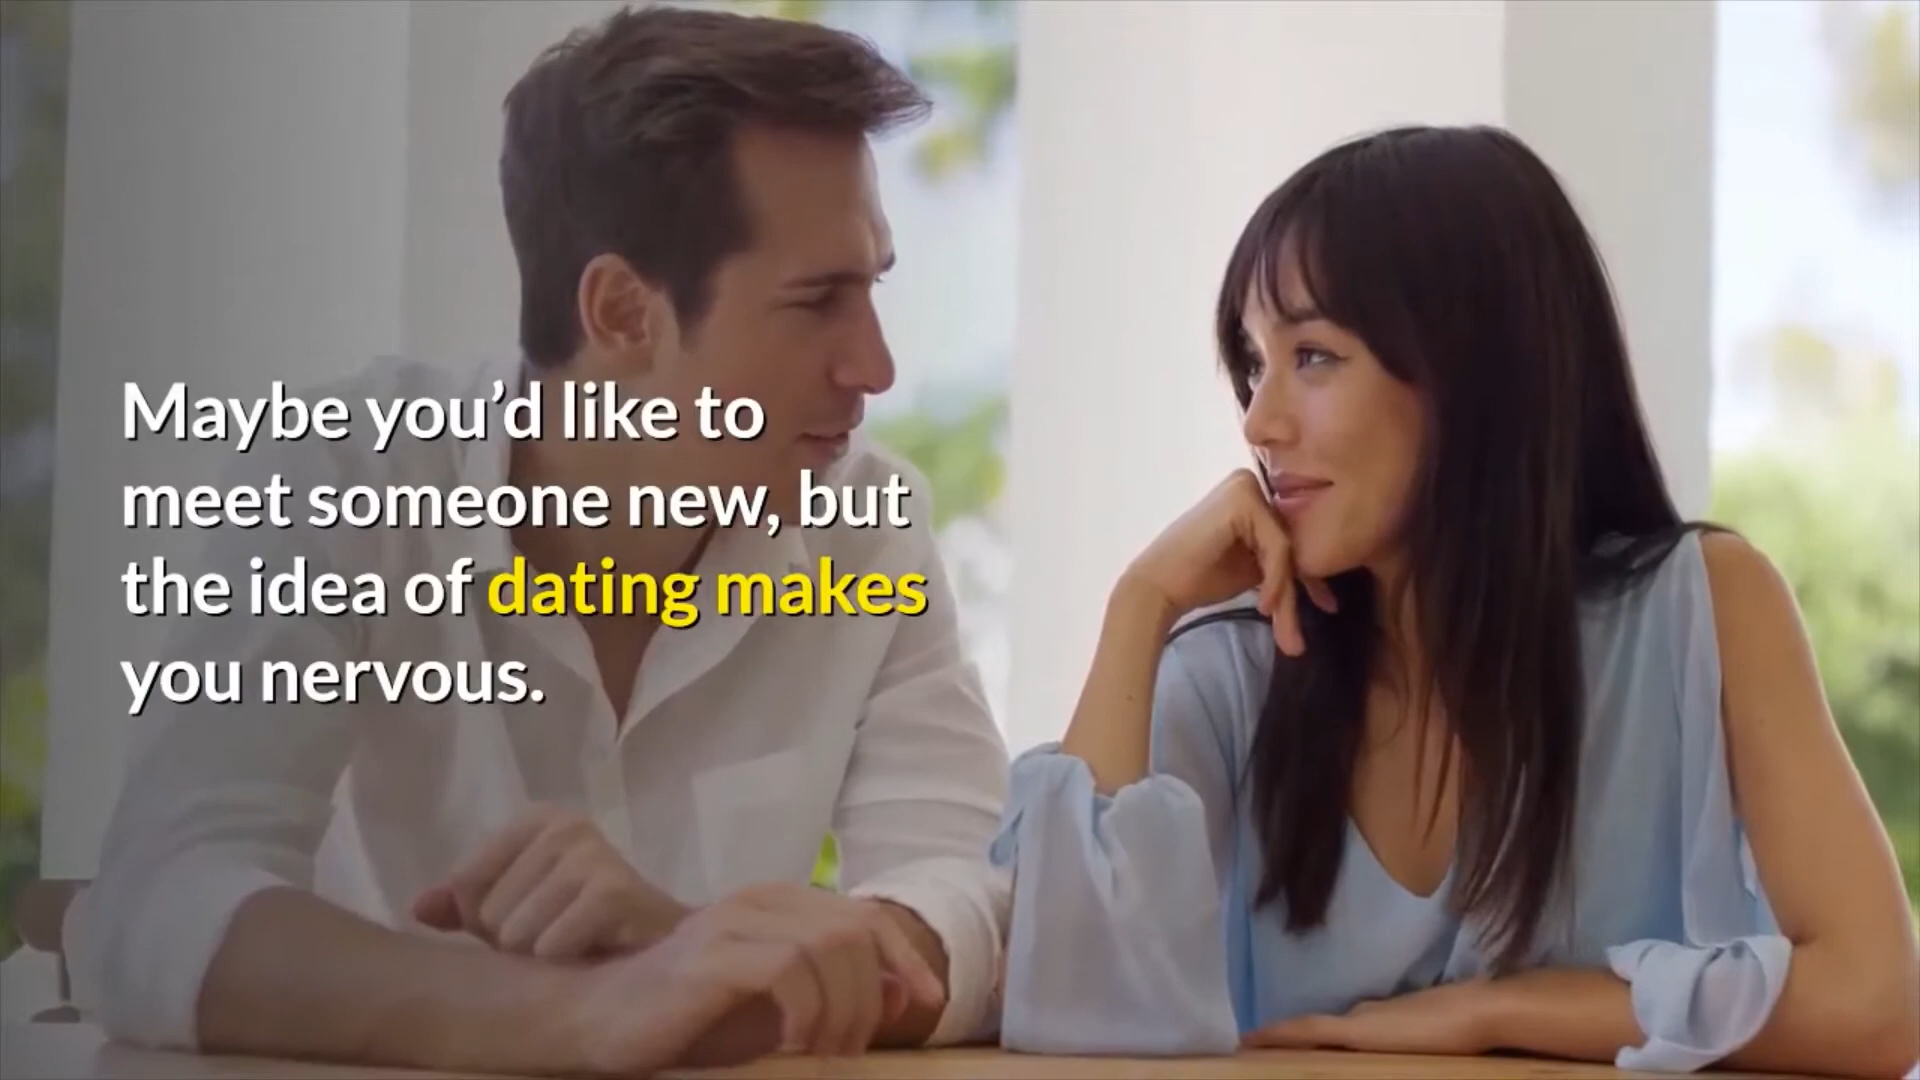 Maybe you’d like to
meet someone new, but
the idea of dating makes
you nervous.